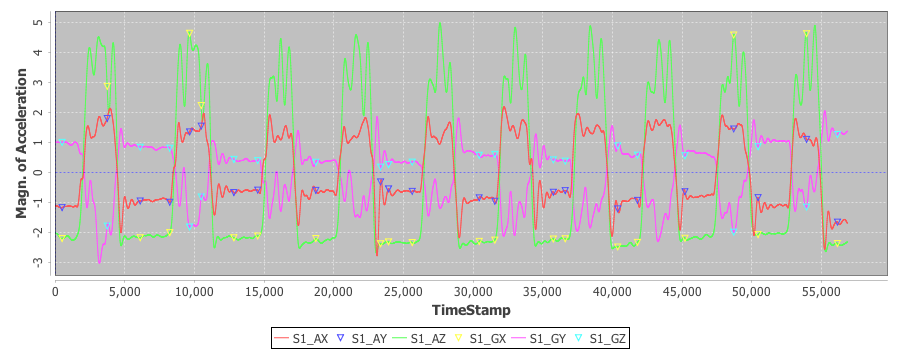 Magn. of Acceleration
5
4
3
2
1
0
-1
-2
-3
0 5,000 10,000 15,000 20,000 25,000 30,000 35,000 40,000 45,000 50,000 55,000
TimeStamp
S1_AX S1_AY S1_AZ S1_GX S1_GY S1_GZ